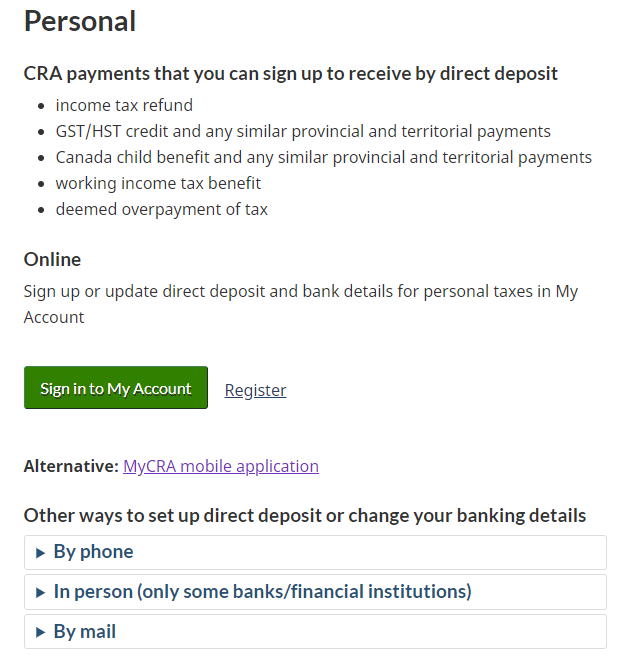 Personal
CRA payments that you can sign up to receive by direct deposit
• income tax refund
• GST/HST credit and any similar provincial and territorial payments
• Canada child benefit and any similar provincial and territorial payments
• working income tax benefit
• deemed overpayment of tax
Online
Sign up or update direct deposit and bank details for personal taxes in My
Account
Sign in to My Account Register
Alternative: MyCRA mobile application
Other ways to set up direct deposit or change your banking details
By phone
In person (only some banks/financial institutions)
By mail